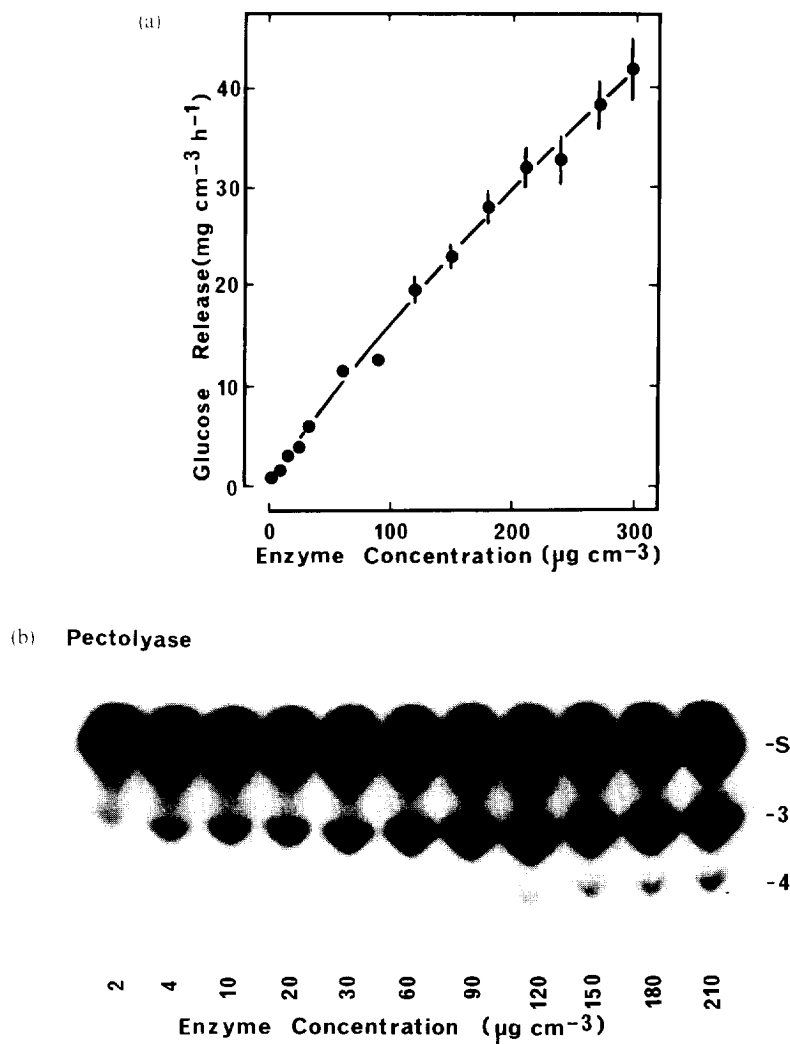 (a)
Glucose Release (mg cm⁻³ h⁻¹)
40
30
20
10
0
0 100 200 300
Enzyme Concentration (µg cm⁻³)
(b) Pectolyase
-S
-3
-4
2 4 10 20 30 60 90 120 150 180 210
Enzyme Concentration (µg cm⁻³)